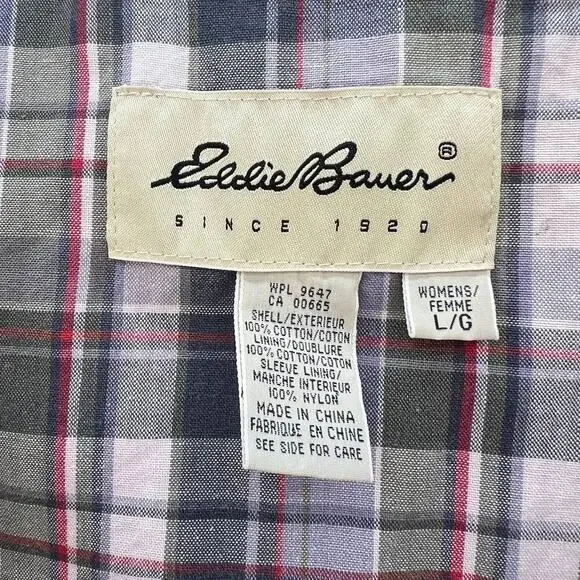 Eddie Bauer ®
SINCE 1920
WPL 9647
CA 00665
SHELL/EXTERIEUR
100% COTTON/COTON
LINING/DOUBLURE
100% COTTON/COTON
SLEEVE LINING/
MANCHE INTERIEUR
100% NYLON
MADE IN CHINA
FABRIQUE EN CHINE
SEE SIDE FOR CARE
WOMENS/
FEMME
L/G